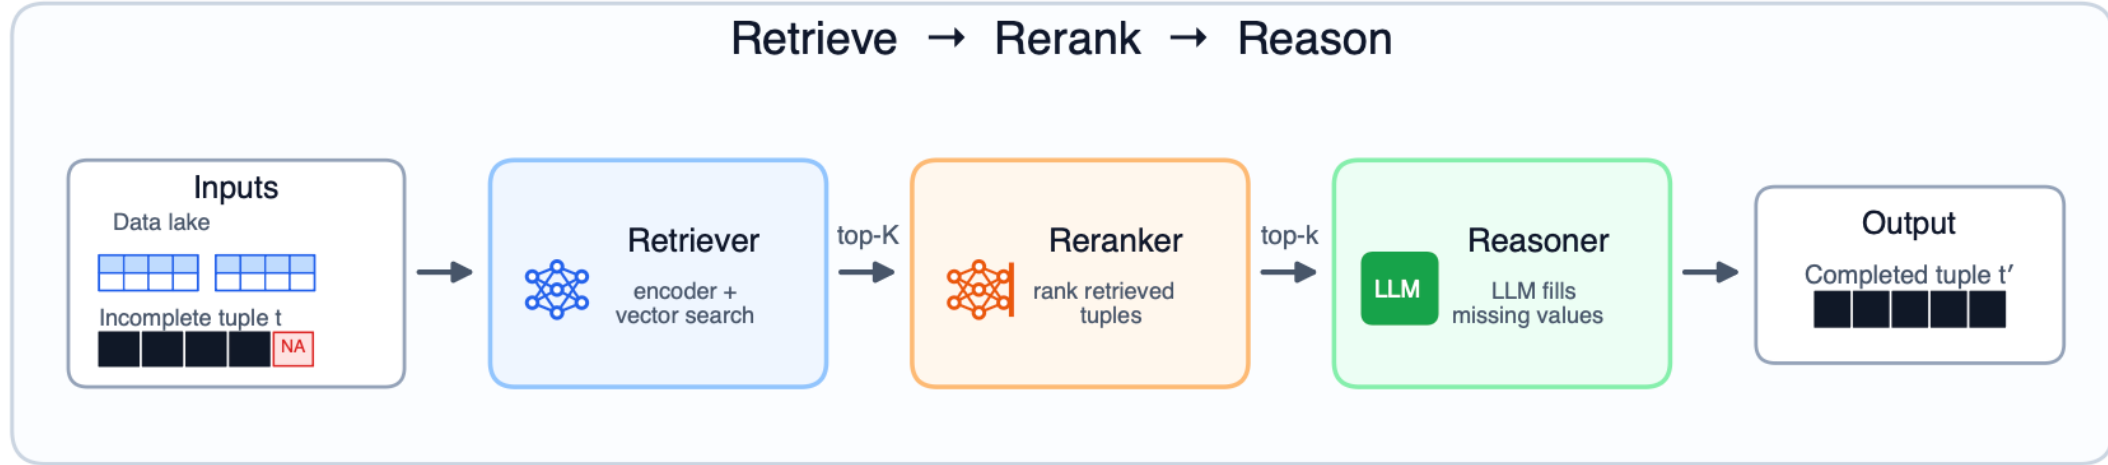 Retrieve → Rerank → Reason
Inputs
Data lake
Incomplete tuple t
NA
Retriever
encoder +
vector search
top-K
Reranker
rank retrieved
tuples
top-k
LLM
Reasoner
LLM fills
missing values
Output
Completed tuple t′